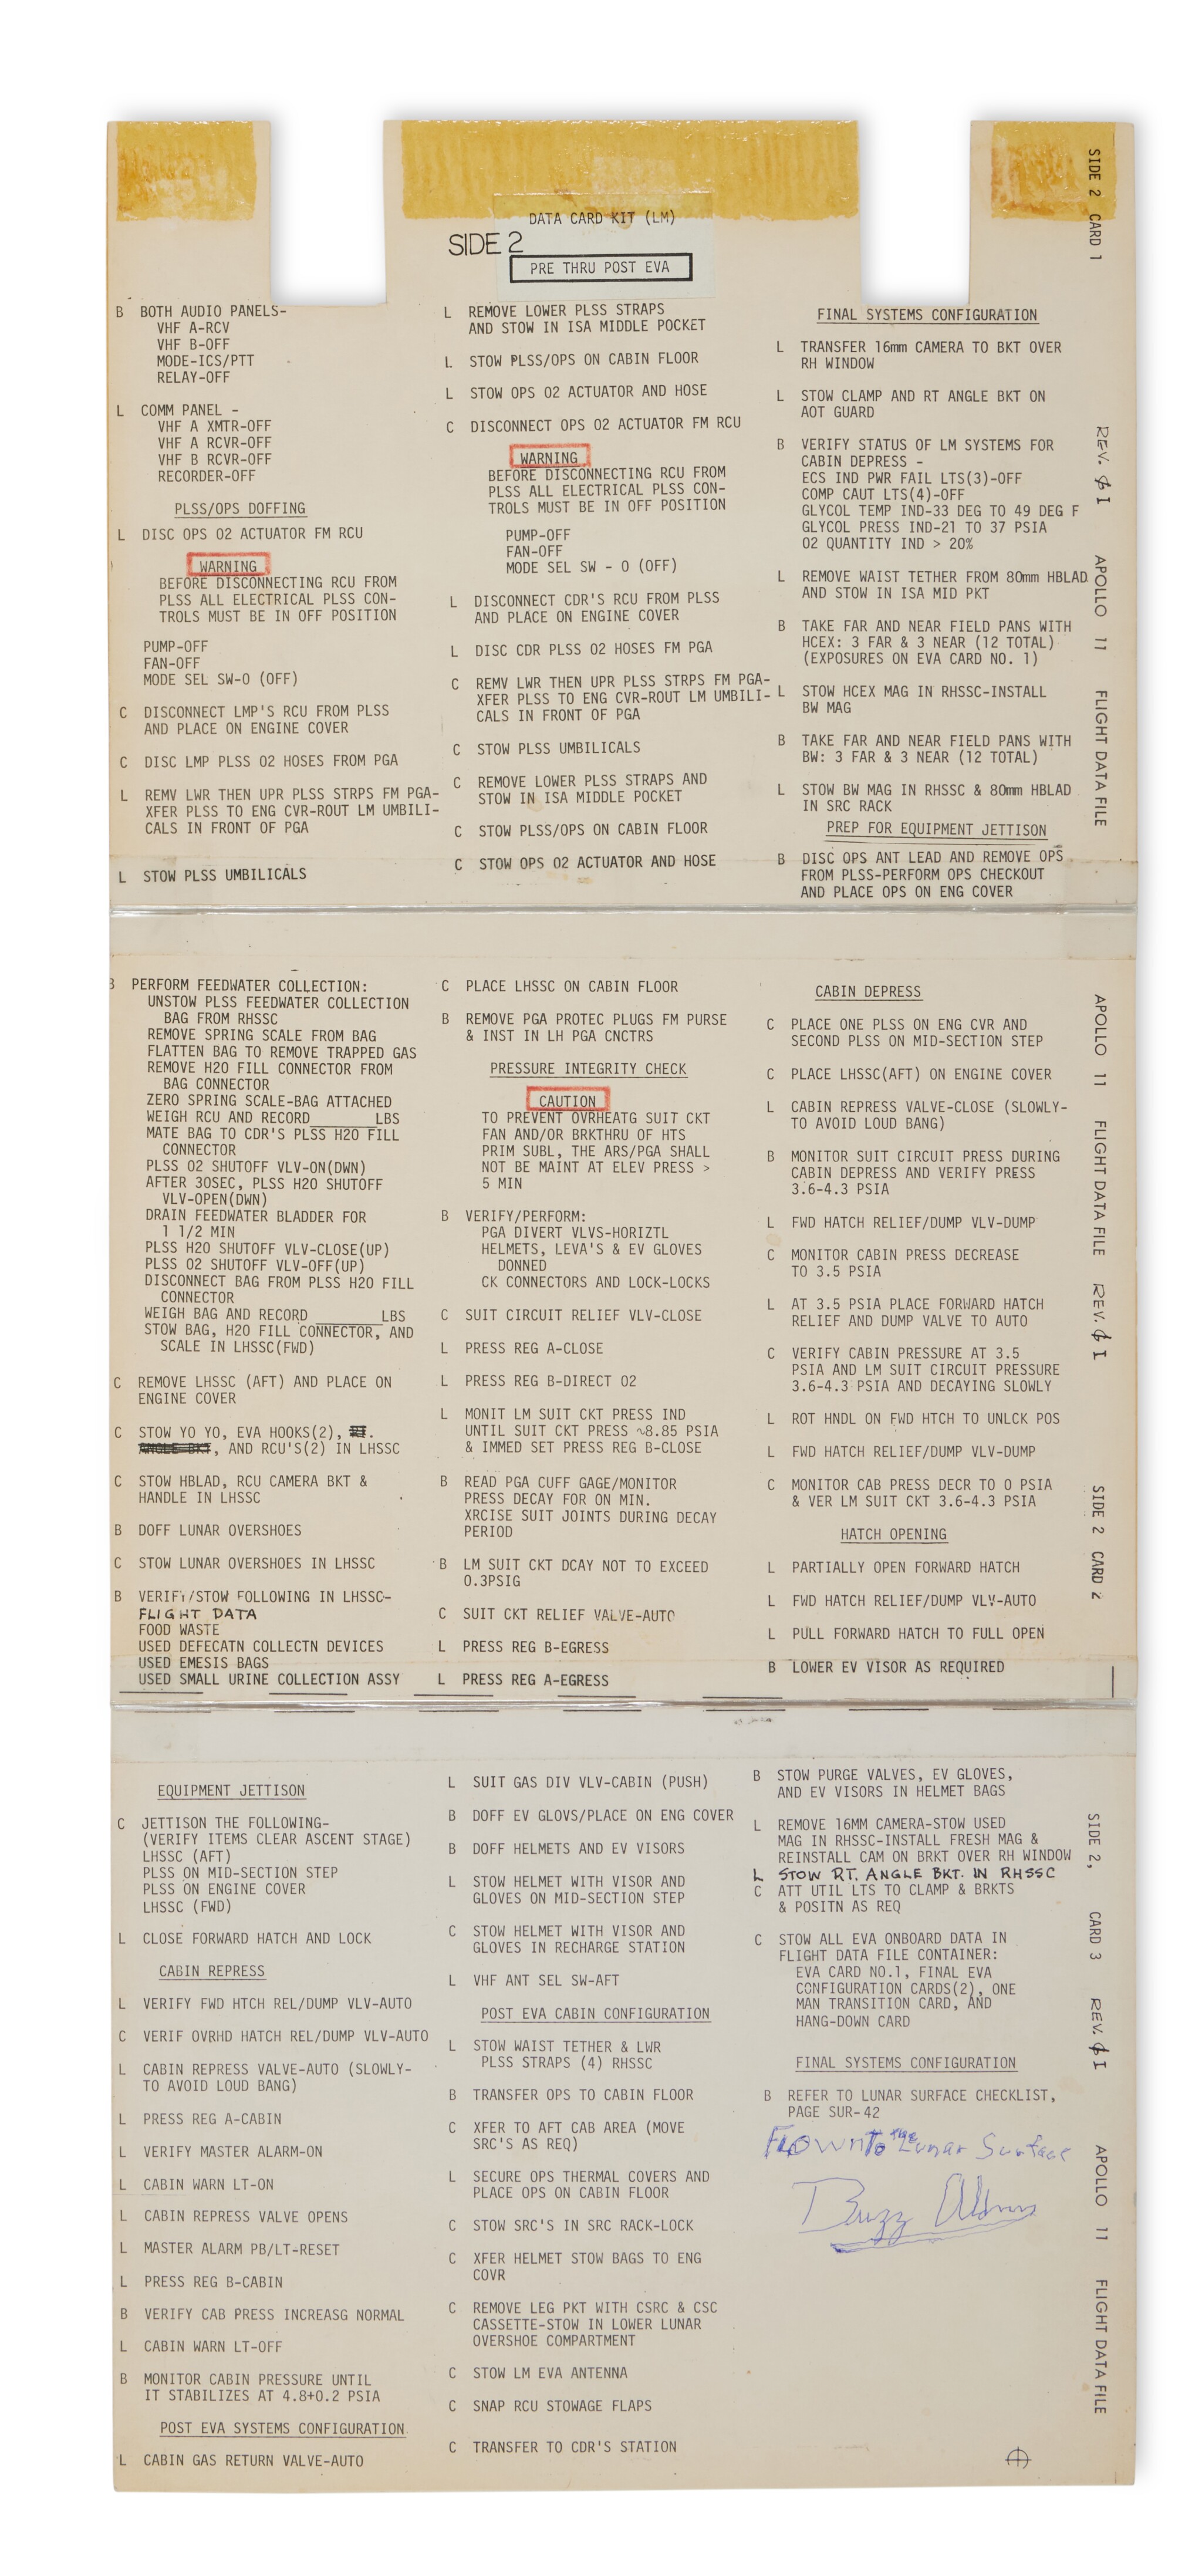 DATA CARD KIT (LM)
SIDE 2
PRE THRU POST EVA
B BOTH AUDIO PANELS-
VHF A-RCV
VHF B-OFF
MODE-ICS/PTT
RELAY-OFF
L COMM PANEL -
VHF A XMTR-OFF
VHF A RCVR-OFF
VHF B RCVR-OFF
RECORDER-OFF
PLSS/OPS DOFFING
L DISC OPS O2 ACTUATOR FM RCU
WARNING
BEFORE DISCONNECTING RCU FROM
PLSS ALL ELECTRICAL PLSS CON-
TROLS MUST BE IN OFF POSITION
PUMP-OFF
FAN-OFF
MODE SEL SW-O (OFF)
C DISCONNECT LMP'S RCU FROM PLSS
AND PLACE ON ENGINE COVER
C DISC LMP PLSS O2 HOSES FROM PGA
L REMV LWR THEN UPR PLSS STRPS FM PGA-
XFER PLSS TO ENG CVR-ROUT LM UMBILI-
CALS IN FRONT OF PGA
L STOW PLSS UMBILICALS
L REMOVE LOWER PLSS STRAPS
AND STOW IN ISA MIDDLE POCKET
L STOW PLSS/OPS ON CABIN FLOOR
L STOW OPS O2 ACTUATOR AND HOSE
C DISCONNECT OPS O2 ACTUATOR FM RCU
WARNING
BEFORE DISCONNECTING RCU FROM
PLSS ALL ELECTRICAL PLSS CON-
TROLS MUST BE IN OFF POSITION
PUMP-OFF
FAN-OFF
MODE SEL SW - O (OFF)
L DISCONNECT CDR'S RCU FROM PLSS
AND PLACE ON ENGINE COVER
L DISC CDR PLSS O2 HOSES FM PGA
C REMV LWR THEN UPR PLSS STRPS FM PGA-
XFER PLSS TO ENG CVR-ROUT LM UMBILI-
CALS IN FRONT OF PGA
C STOW PLSS UMBILICALS
C REMOVE LOWER PLSS STRAPS AND
STOW IN ISA MIDDLE POCKET
C STOW PLSS/OPS ON CABIN FLOOR
C STOW OPS O2 ACTUATOR AND HOSE
FINAL SYSTEMS CONFIGURATION
L TRANSFER 16mm CAMERA TO BKT OVER
RH WINDOW
L STOW CLAMP AND RT ANGLE BKT ON
AOT GUARD
B VERIFY STATUS OF LM SYSTEMS FOR
CABIN DEPRESS -
ECS IND PWR FAIL LTS(3)-OFF
COMP CAUT LTS(4)-OFF
GLYCOL TEMP IND-33 DEG TO 49 DEG F
GLYCOL PRESS IND-21 TO 37 PSIA
O2 QUANTITY IND > 20%
L REMOVE WAIST TETHER FROM 80mm HBLAD
AND STOW IN ISA MID PKT
B TAKE FAR AND NEAR FIELD PANS WITH
HCEX: 3 FAR & 3 NEAR (12 TOTAL)
(EXPOSURES ON EVA CARD NO. 1)
L STOW HCEX MAG IN RHSSC-INSTALL
BW MAG
B TAKE FAR AND NEAR FIELD PANS WITH
BW: 3 FAR & 3 NEAR (12 TOTAL)
L STOW BW MAG IN RHSSC & 80mm HBLAD
IN SRC RACK
PREP FOR EQUIPMENT JETTISON
B DISC OPS ANT LEAD AND REMOVE OPS
FROM PLSS-PERFORM OPS CHECKOUT
AND PLACE OPS ON ENG COVER
SIDE 2 CARD 1 REV. 0 I APOLLO 11 FLIGHT DATA FILE
B PERFORM FEEDWATER COLLECTION:
UNSTOW PLSS FEEDWATER COLLECTION
BAG FROM RHSSC
REMOVE SPRING SCALE FROM BAG
FLATTEN BAG TO REMOVE TRAPPED GAS
REMOVE H2O FILL CONNECTOR FROM
BAG CONNECTOR
ZERO SPRING SCALE-BAG ATTACHED
WEIGH RCU AND RECORD LBS
MATE BAG TO CDR'S PLSS H2O FILL
CONNECTOR
PLSS O2 SHUTOFF VLV-ON(DWN)
AFTER 30SEC, PLSS H2O SHUTOFF
VLV-OPEN(DWN)
DRAIN FEEDWATER BLADDER FOR
1 1/2 MIN
PLSS H2O SHUTOFF VLV-CLOSE(UP)
PLSS O2 SHUTOFF VLV-OFF(UP)
DISCONNECT BAG FROM PLSS H2O FILL
CONNECTOR
WEIGH BAG AND RECORD LBS
STOW BAG, H2O FILL CONNECTOR, AND
SCALE IN LHSSC(FWD)
C REMOVE LHSSC (AFT) AND PLACE ON
ENGINE COVER
C STOW YO YO, EVA HOOKS(2), RT.
ANGLE BKT, AND RCU'S(2) IN LHSSC
C STOW HBLAD, RCU CAMERA BKT &
HANDLE IN LHSSC
B DOFF LUNAR OVERSHOES
C STOW LUNAR OVERSHOES IN LHSSC
B VERIFY/STOW FOLLOWING IN LHSSC-
FLIGHT DATA
FOOD WASTE
USED DEFECATN COLLECTN DEVICES
USED EMESIS BAGS
USED SMALL URINE COLLECTION ASSY
C PLACE LHSSC ON CABIN FLOOR
B REMOVE PGA PROTEC PLUGS FM PURSE
& INST IN LH PGA CNCTRS
PRESSURE INTEGRITY CHECK
CAUTION
TO PREVENT OVRHEATG SUIT CKT
FAN AND/OR BRKTHRU OF HTS
PRIM SUBL, THE ARS/PGA SHALL
NOT BE MAINT AT ELEV PRESS >
5 MIN
B VERIFY/PERFORM:
PGA DIVERT VLVS-HORIZTL
HELMETS, LEVA'S & EV GLOVES
DONNED
CK CONNECTORS AND LOCK-LOCKS
C SUIT CIRCUIT RELIEF VLV-CLOSE
L PRESS REG A-CLOSE
L PRESS REG B-DIRECT O2
L MONIT LM SUIT CKT PRESS IND
UNTIL SUIT CKT PRESS ~8.85 PSIA
& IMMED SET PRESS REG B-CLOSE
B READ PGA CUFF GAGE/MONITOR
PRESS DECAY FOR ON MIN.
XRCISE SUIT JOINTS DURING DECAY
PERIOD
B LM SUIT CKT DCAY NOT TO EXCEED
0.3PSIG
C SUIT CKT RELIEF VALVE-AUTO
L PRESS REG B-EGRESS
L PRESS REG A-EGRESS
CABIN DEPRESS
C PLACE ONE PLSS ON ENG CVR AND
SECOND PLSS ON MID-SECTION STEP
C PLACE LHSSC(AFT) ON ENGINE COVER
L CABIN REPRESS VALVE-CLOSE (SLOWLY-
TO AVOID LOUD BANG)
B MONITOR SUIT CIRCUIT PRESS DURING
CABIN DEPRESS AND VERIFY PRESS
3.6-4.3 PSIA
L FWD HATCH RELIEF/DUMP VLV-DUMP
C MONITOR CABIN PRESS DECREASE
TO 3.5 PSIA
L AT 3.5 PSIA PLACE FORWARD HATCH
RELIEF AND DUMP VALVE TO AUTO
C VERIFY CABIN PRESSURE AT 3.5
PSIA AND LM SUIT CIRCUIT PRESSURE
3.6-4.3 PSIA AND DECAYING SLOWLY
L ROT HNDL ON FWD HTCH TO UNLCK POS
L FWD HATCH RELIEF/DUMP VLV-DUMP
C MONITOR CAB PRESS DECR TO O PSIA
& VER LM SUIT CKT 3.6-4.3 PSIA
HATCH OPENING
L PARTIALLY OPEN FORWARD HATCH
L FWD HATCH RELIEF/DUMP VLV-AUTO
L PULL FORWARD HATCH TO FULL OPEN
B LOWER EV VISOR AS REQUIRED
APOLLO 11 FLIGHT DATA FILE REV. 0 I SIDE 2 CARD 2
EQUIPMENT JETTISON
C JETTISON THE FOLLOWING-
(VERIFY ITEMS CLEAR ASCENT STAGE)
LHSSC (AFT)
PLSS ON MID-SECTION STEP
PLSS ON ENGINE COVER
LHSSC (FWD)
L CLOSE FORWARD HATCH AND LOCK
CABIN REPRESS
L VERIFY FWD HTCH REL/DUMP VLV-AUTO
C VERIF OVRHD HATCH REL/DUMP VLV-AUTO
L CABIN REPRESS VALVE-AUTO (SLOWLY-
TO AVOID LOUD BANG)
L PRESS REG A-CABIN
L VERIFY MASTER ALARM-ON
L CABIN WARN LT-ON
L CABIN REPRESS VALVE OPENS
L MASTER ALARM PB/LT-RESET
L PRESS REG B-CABIN
B VERIFY CAB PRESS INCREASG NORMAL
L CABIN WARN LT-OFF
B MONITOR CABIN PRESSURE UNTIL
IT STABILIZES AT 4.8+0.2 PSIA
POST EVA SYSTEMS CONFIGURATION
L CABIN GAS RETURN VALVE-AUTO
L SUIT GAS DIV VLV-CABIN (PUSH)
B DOFF EV GLOVS/PLACE ON ENG COVER
B DOFF HELMETS AND EV VISORS
L STOW HELMET WITH VISOR AND
GLOVES ON MID-SECTION STEP
C STOW HELMET WITH VISOR AND
GLOVES IN RECHARGE STATION
L VHF ANT SEL SW-AFT
POST EVA CABIN CONFIGURATION
L STOW WAIST TETHER & LWR
PLSS STRAPS (4) RHSSC
B TRANSFER OPS TO CABIN FLOOR
C XFER TO AFT CAB AREA (MOVE
SRC'S AS REQ)
L SECURE OPS THERMAL COVERS AND
PLACE OPS ON CABIN FLOOR
C STOW SRC'S IN SRC RACK-LOCK
C XFER HELMET STOW BAGS TO ENG
COVR
C REMOVE LEG PKT WITH CSRC & CSC
CASSETTE-STOW IN LOWER LUNAR
OVERSHOE COMPARTMENT
C STOW LM EVA ANTENNA
C SNAP RCU STOWAGE FLAPS
C TRANSFER TO CDR'S STATION
B STOW PURGE VALVES, EV GLOVES,
AND EV VISORS IN HELMET BAGS
L REMOVE 16MM CAMERA-STOW USED
MAG IN RHSSC-INSTALL FRESH MAG &
REINSTALL CAM ON BRKT OVER RH WINDOW
L STOW RT. ANGLE BKT. IN RHSSC
C ATT UTIL LTS TO CLAMP & BRKTS
& POSITN AS REQ
C STOW ALL EVA ONBOARD DATA IN
FLIGHT DATA FILE CONTAINER:
EVA CARD NO.1, FINAL EVA
CONFIGURATION CARDS(2), ONE
MAN TRANSITION CARD, AND
HANG-DOWN CARD
FINAL SYSTEMS CONFIGURATION
B REFER TO LUNAR SURFACE CHECKLIST,
PAGE SUR-42
Flown To the Lunar Surface
Buzz Aldrin
SIDE 2, CARD 3 REV. 0 I APOLLO 11 FLIGHT DATA FILE